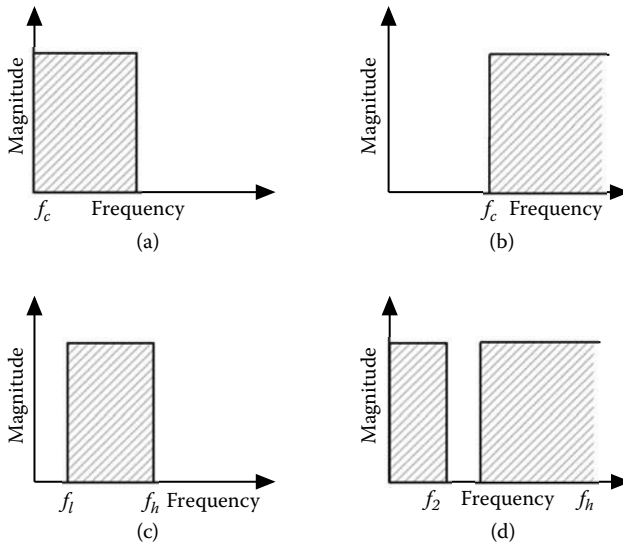 Magnitude
f_c Frequency
(a)
Magnitude
f_c Frequency
(b)
Magnitude
f_l f_h Frequency
(c)
Magnitude
f_2 Frequency f_h
(d)